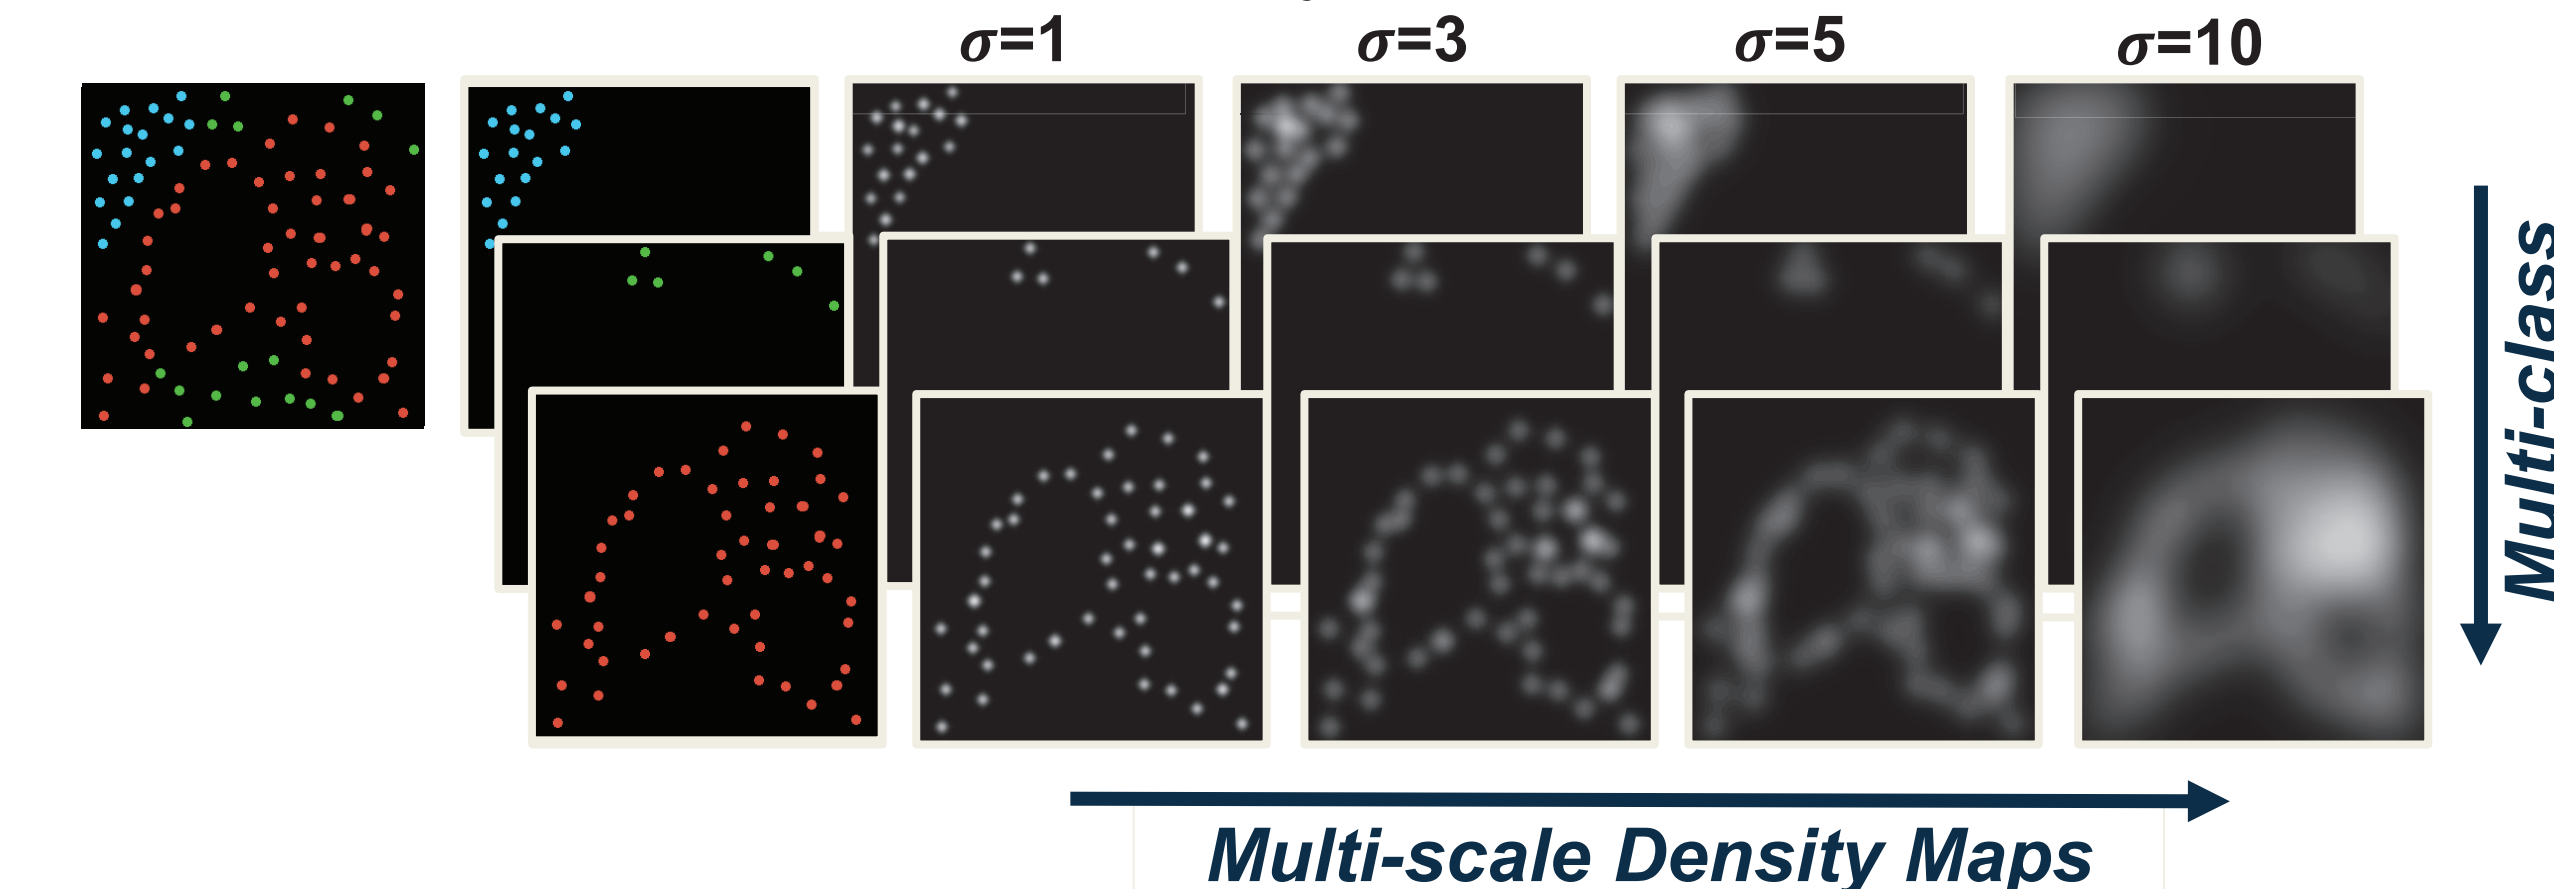 σ=1
σ=3
σ=5
σ=10
Multi-class
Multi-scale Density Maps